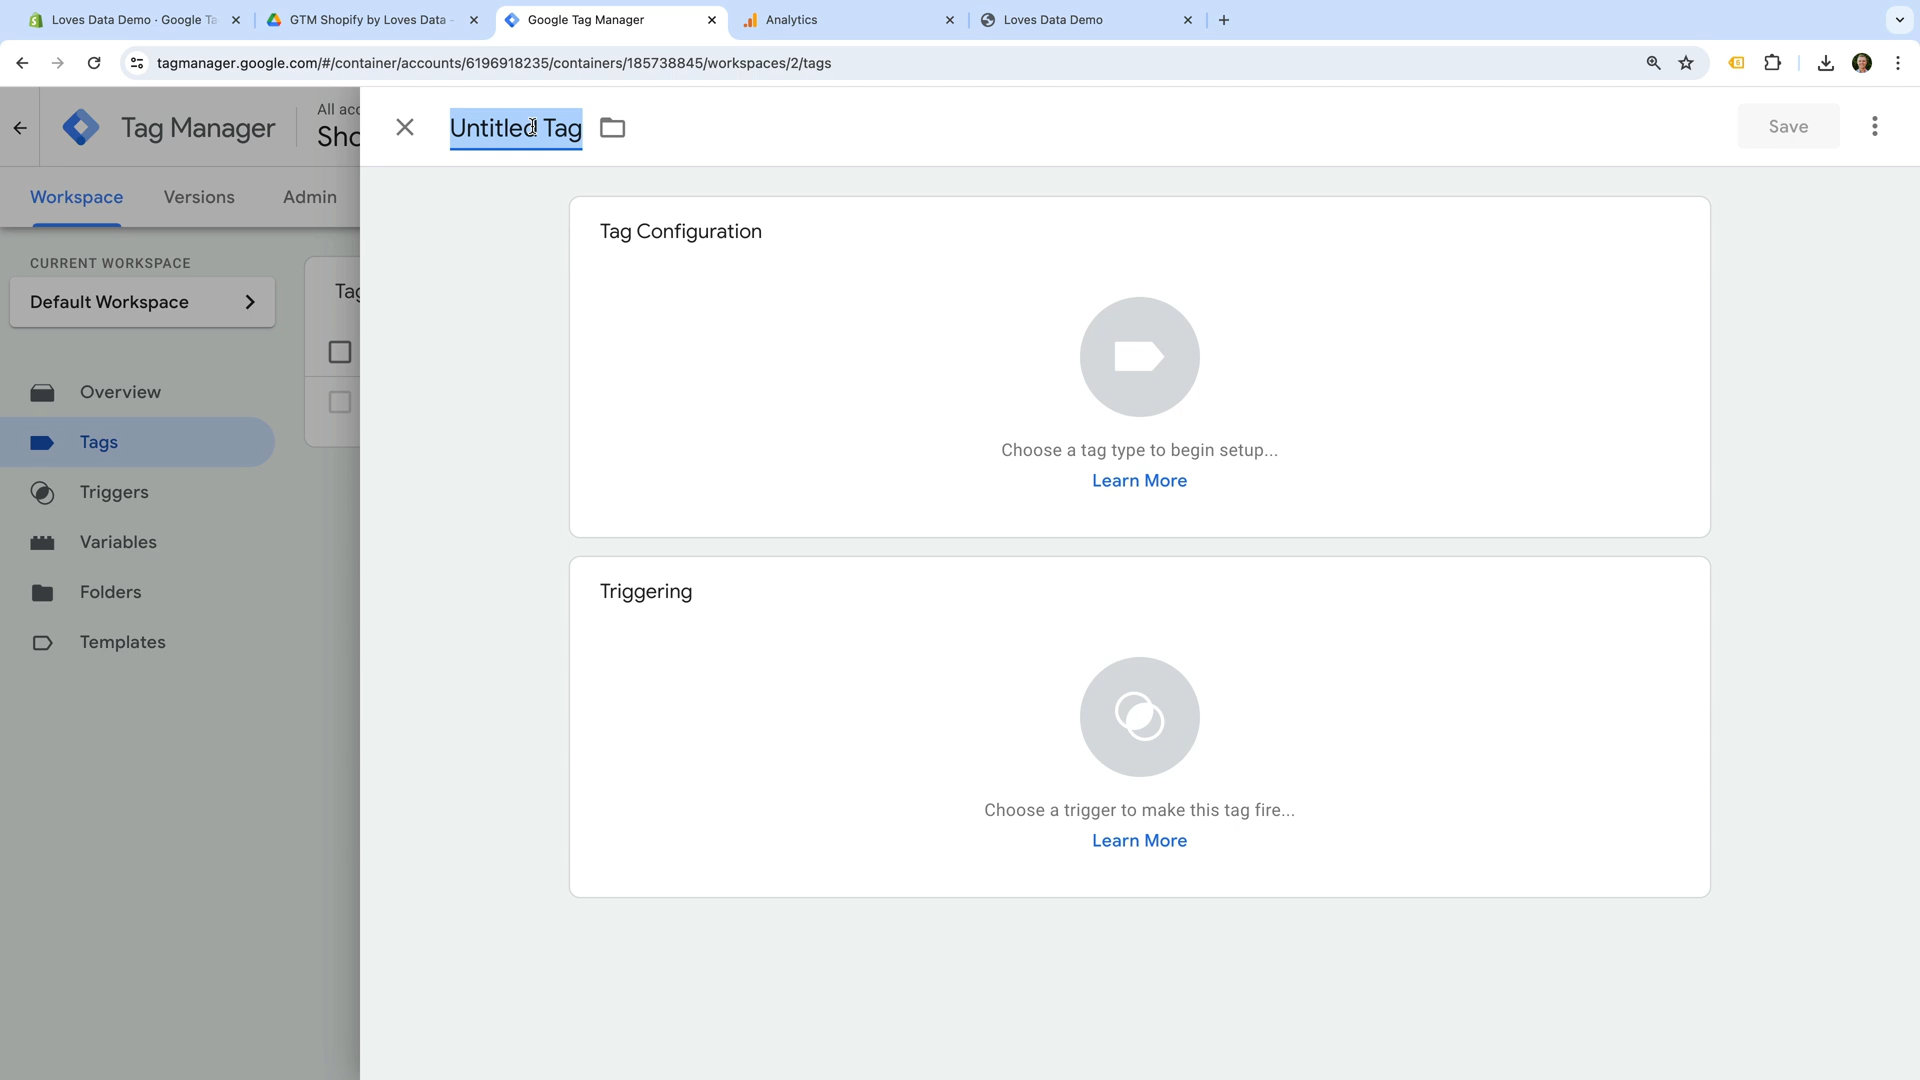 Loves Data Demo · Google Ta
GTM Shopify by Loves Data -
Google Tag Manager
Analytics
Loves Data Demo
tagmanager.google.com/#/container/accounts/6196918235/containers/185738845/workspaces/2/tags
Tag Manager
All acc
Sho
Untitled Tag
Save
Workspace
Versions
Admin
CURRENT WORKSPACE
Default Workspace
Tag
Overview
Tags
Triggers
Variables
Folders
Templates
Tag Configuration
Choose a tag type to begin setup...
Learn More
Triggering
Choose a trigger to make this tag fire...
Learn More